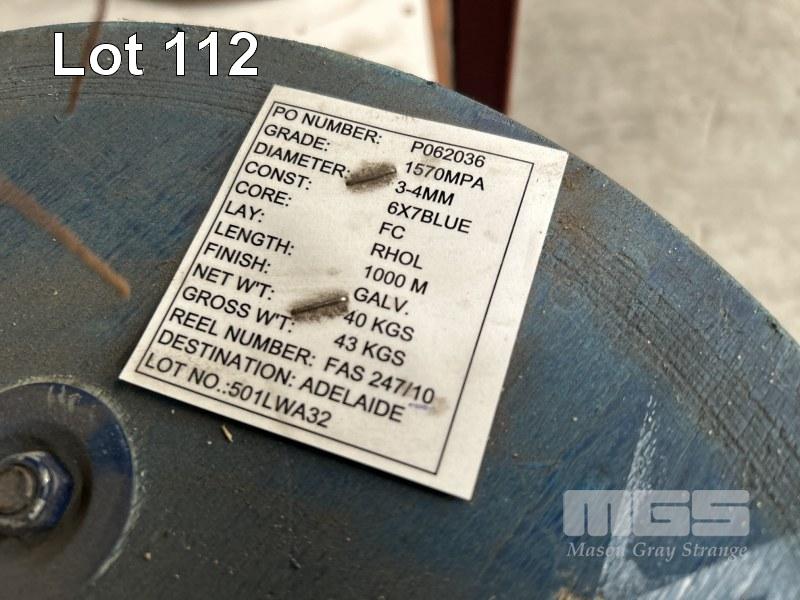 Lot 112
PO NUMBER: P062036
GRADE: 1570MPA
DIAMETER: 3-4MM
CONST: 6X7BLUE
CORE: FC
LAY: RHOL
LENGTH: 1000 M
FINISH: GALV.
NET W'T: 40 KGS
GROSS W'T: 43 KGS
REEL NUMBER: FAS 247/10
DESTINATION: ADELAIDE
LOT NO.:501LWA32
MGS
Mason Gray Strange